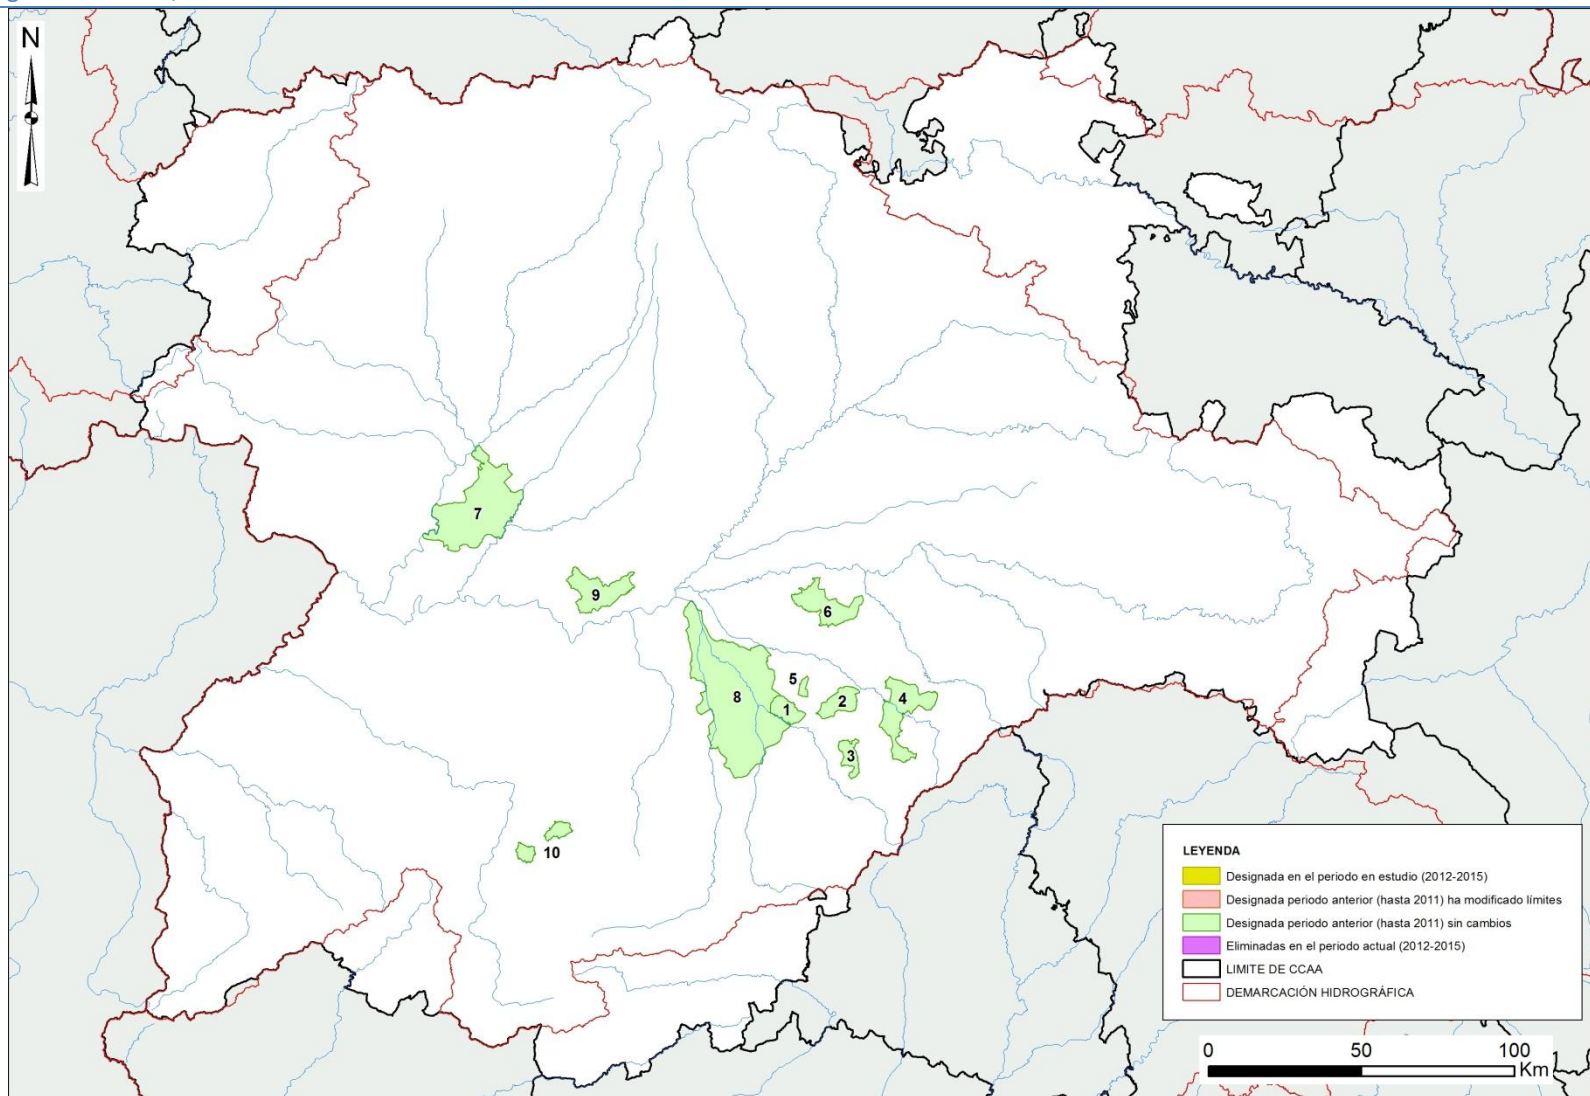 N
7
9
6
5
8
1
2
4
3
10
LEYENDA
Designada en el periodo en estudio (2012-2015)
Designada periodo anterior (hasta 2011) ha modificado límites
Designada periodo anterior (hasta 2011) sin cambios
Eliminadas en el periodo actual (2012-2015)
LIMITE DE CCAA
DEMARCACIÓN HIDROGRÁFICA
0 50 100
Km